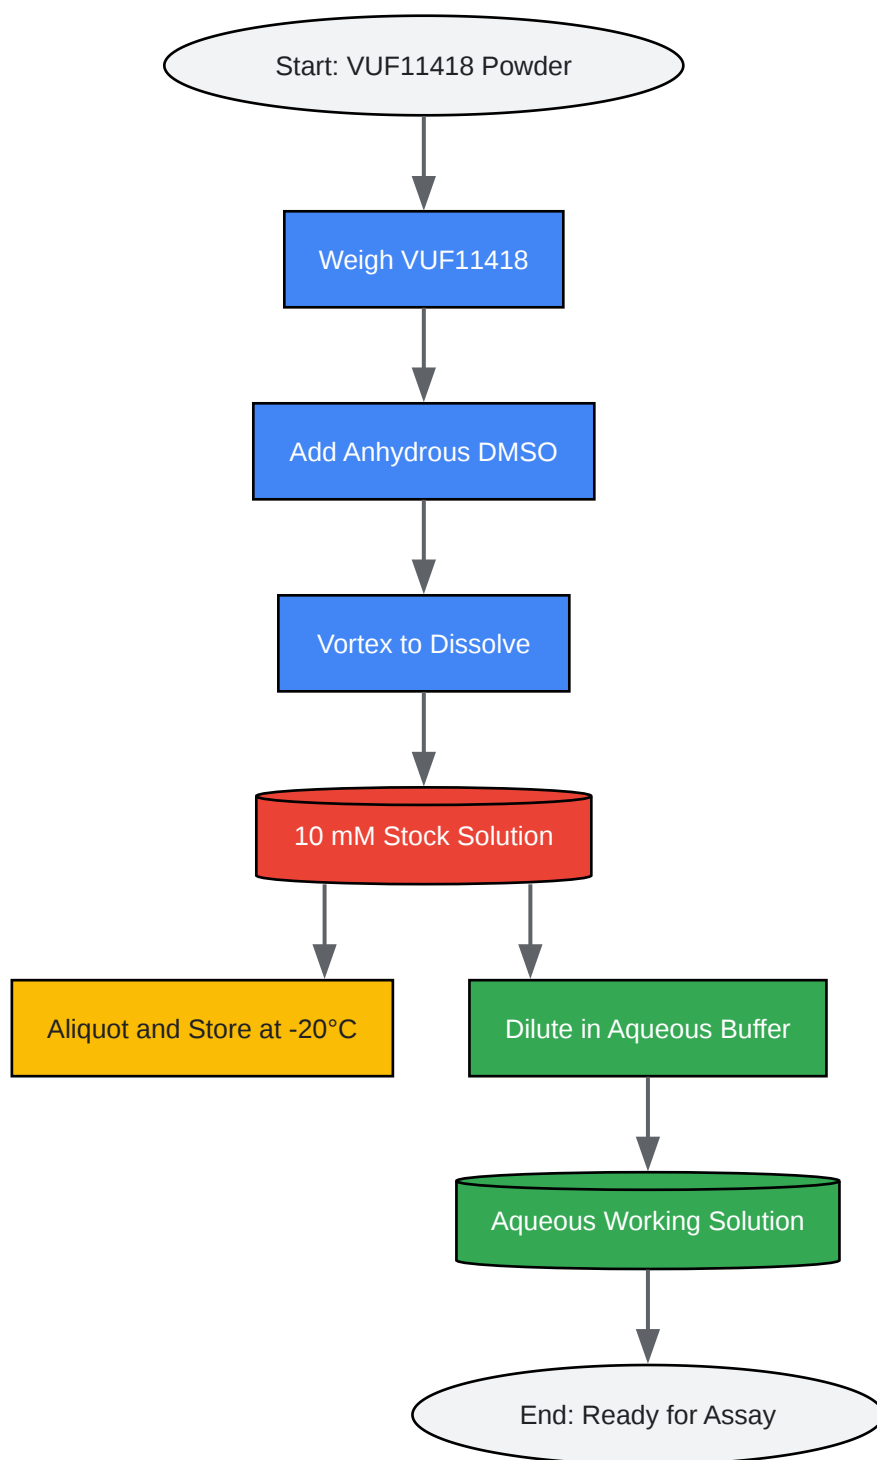 Start: VUF11418 Powder
Weigh VUF11418
Add Anhydrous DMSO
Vortex to Dissolve
10 mM Stock Solution
Aliquot and Store at -20°C
Dilute in Aqueous Buffer
Aqueous Working Solution
End: Ready for Assay